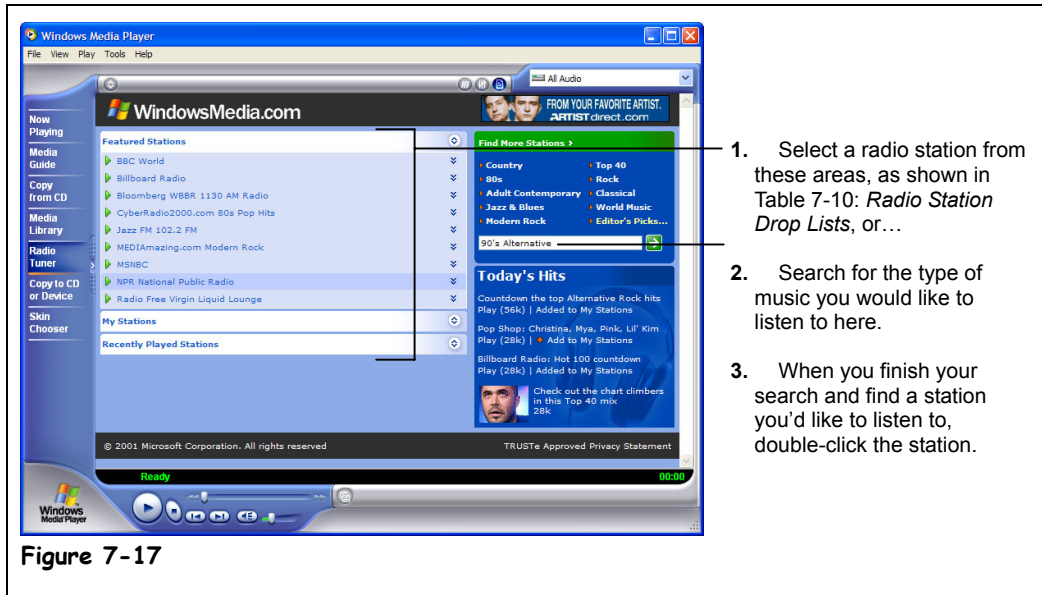 Windows Media Player
File View Play Tools Help
All Audio
Now Playing
Media Guide
Copy from CD
Media Library
Radio Tuner
Copy to CD or Device
Skin Chooser
WindowsMedia.com
FROM YOUR FAVORITE ARTIST.
ARTISTdirect.com
Featured Stations
BBC World
Billboard Radio
Bloomberg WBBR 1130 AM Radio
CyberRadio2000.com 80s Pop Hits
Jazz FM 102.2 FM
MEDIAmazing.com Modern Rock
MSNBC
NPR National Public Radio
Radio Free Virgin Liquid Lounge
My Stations
Recently Played Stations
Find More Stations >
Country Top 40
80s Rock
Adult Contemporary Classical
Jazz & Blues World Music
Modern Rock Editor's Picks...
90's Alternative
Today's Hits
Countdown the top Alternative Rock hits
Play (56k) | Added to My Stations
Pop Shop: Christina, Mya, Pink, Lil' Kim
Play (28k) | + Add to My Stations
Billboard Radio: Hot 100 countdown
Play (28k) | Added to My Stations
Check out the chart climbers
in this Top 40 mix
28k
© 2001 Microsoft Corporation. All rights reserved
TRUSTe Approved Privacy Statement
Ready 00:00
Windows
Media Player
1. Select a radio station from
these areas, as shown in
Table 7-10: Radio Station
Drop Lists, or…
2. Search for the type of
music you would like to
listen to here.
3. When you finish your
search and find a station
you'd like to listen to,
double-click the station.
Figure 7-17